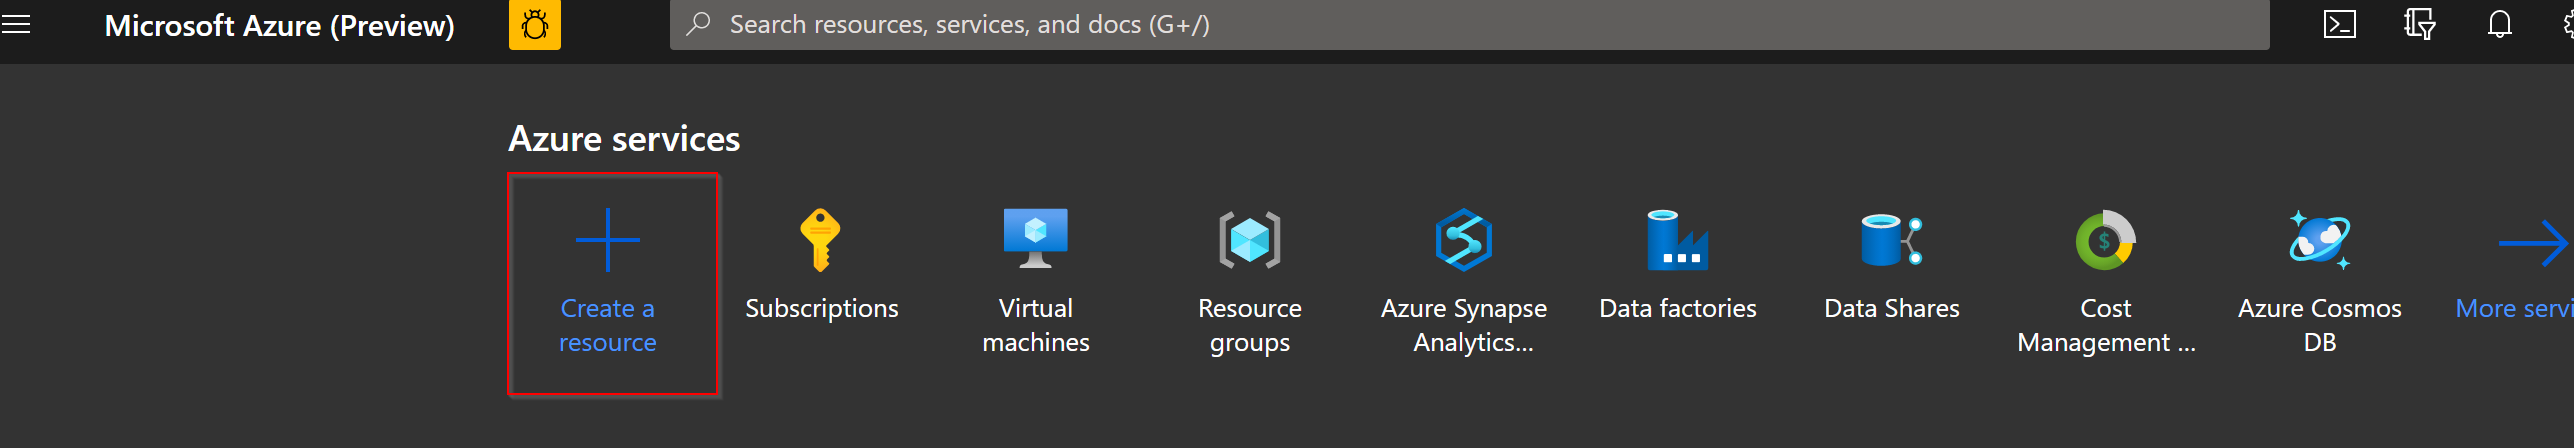 Microsoft Azure (Preview)
Search resources, services, and docs (G+/)
Azure services
Create a
resource
Subscriptions
Virtual
machines
Resource
groups
Azure Synapse
Analytics...
Data factories
Data Shares
Cost
Management ...
Azure Cosmos
DB
More servi